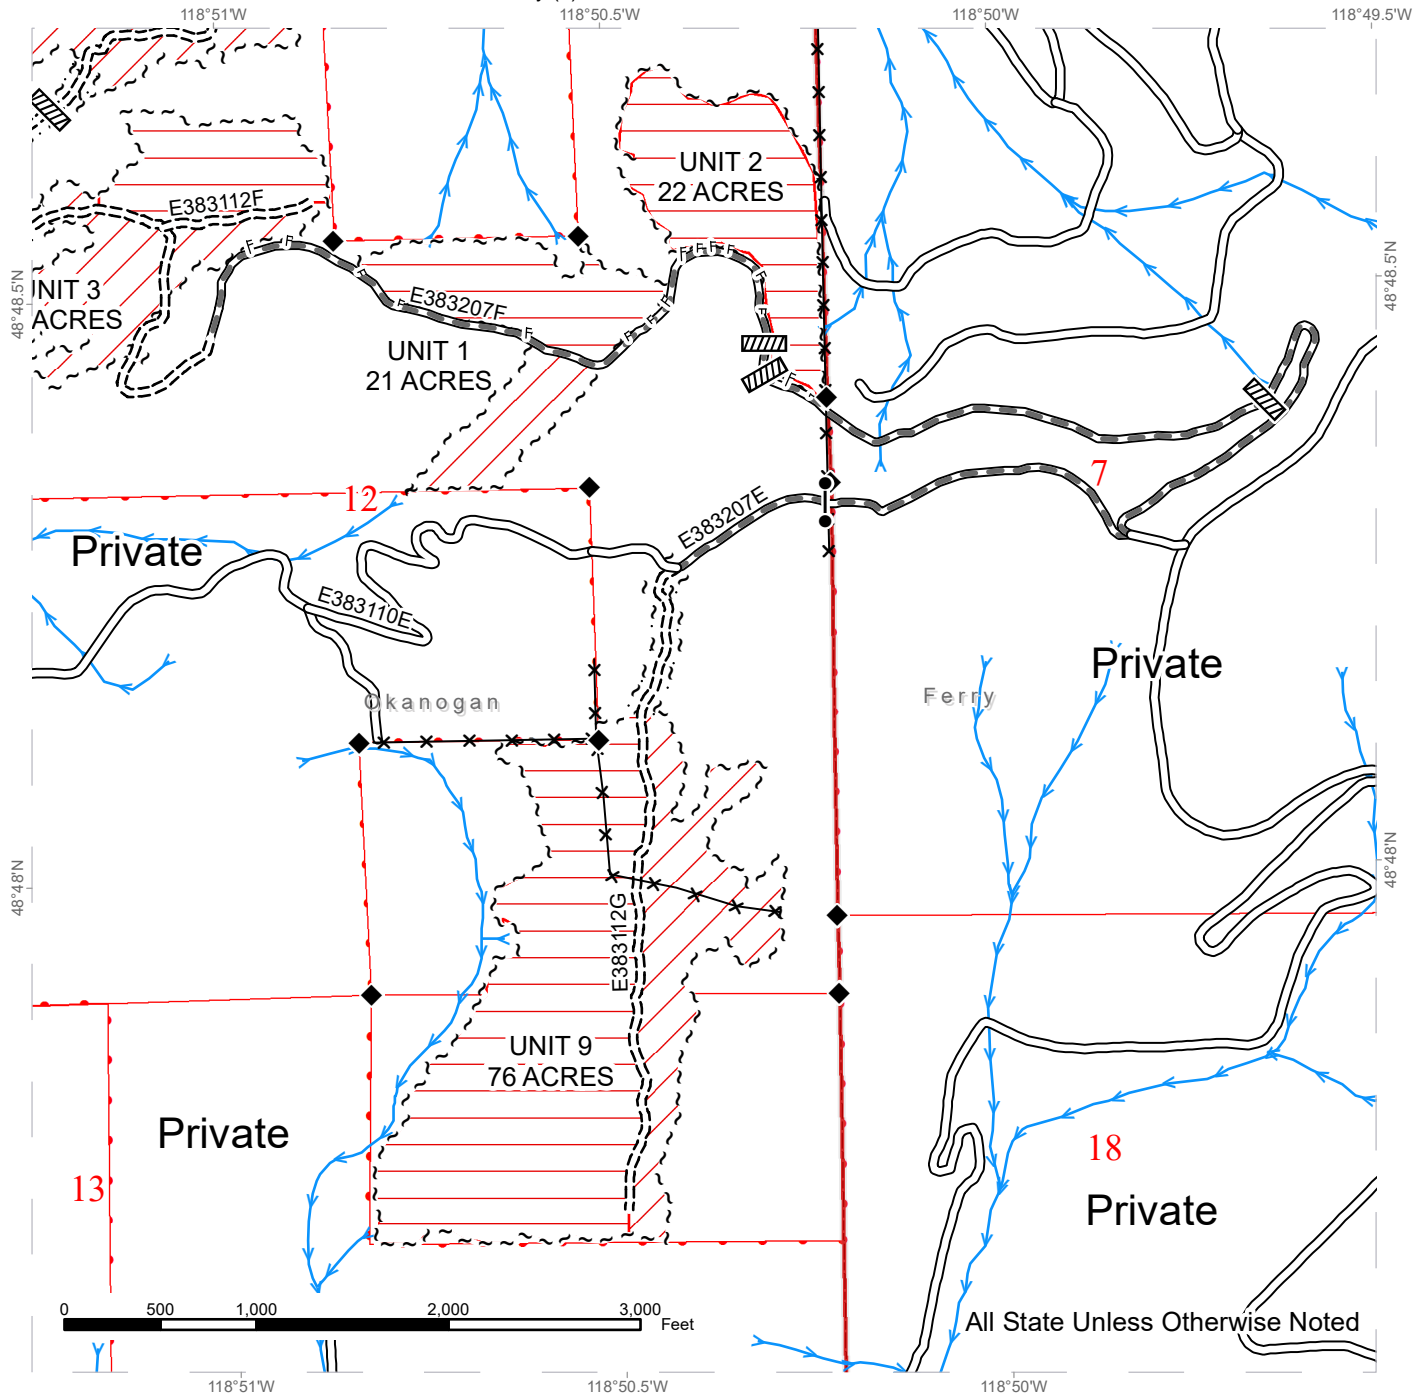 118°51'W
118°50.5'W
118°50'W
118°49.5'W
UNIT 2
22 ACRES
E383112F
48°48.5'N
48°48.5'N
UNIT 3
ACRES
E383207F
UNIT 1
21 ACRES
7
12
E383207E
Private
E383110E
Private
Okanogan
Ferry
48°48'N
48°48'N
E383112G
UNIT 9
76 ACRES
Private
18
13
Private
0
500
1,000
2,000
3,000
Feet
All State Unless Otherwise Noted
118°51'W
118°50.5'W
118°50'W